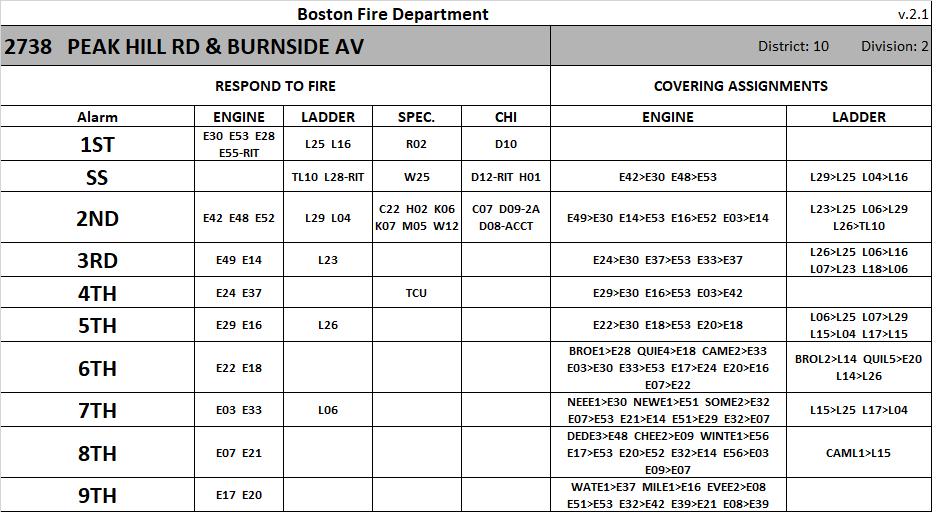 Boston Fire Department v.2.1
2738 PEAK HILL RD & BURNSIDE AV District: 10 Division: 2
RESPOND TO FIRE COVERING ASSIGNMENTS
Alarm ENGINE LADDER SPEC. CHI ENGINE LADDER
1ST E30 E53 E28 L25 L16 R02 D10
E55-RIT
SS TL10 L28-RIT W25 D12-RIT H01 E42>E30 E48>E53 L29>L25 L04>L16
2ND E42 E48 E52 L29 L04 C22 H02 K06 C07 D09-2A E49>E30 E14>E53 E16>E52 E03>E14 L23>L25 L06>L29
K07 M05 W12 D08-ACCT L26>TL10
3RD E49 E14 L23 E24>E30 E37>E53 E33>E37 L26>L25 L06>L16
L07>L23 L18>L06
4TH E24 E37 TCU E29>E30 E16>E53 E03>E42
5TH E29 E16 L26 E22>E30 E18>E53 E20>E18 L06>L25 L07>L29
L15>L04 L17>L15
6TH E22 E18 BROE1>E28 QUIE4>E18 CAME2>E33 BROL2>L14 QUIL5>E20
E03>E30 E33>E53 E17>E24 E20>E16 L14>L26
E07>E22
7TH E03 E33 L06 NEEE1>E30 NEWE1>E51 SOME2>E32 L15>L25 L17>L04
E07>E53 E21>E14 E51>E29 E32>E07
8TH E07 E21 DEDE3>E48 CHEE2>E09 WINTE1>E56 CAML1>L15
E17>E53 E20>E52 E32>E14 E56>E03
E09>E07
9TH E17 E20 WATE1>E37 MILE1>E16 EVEE2>E08
E51>E53 E32>E42 E39>E21 E08>E39